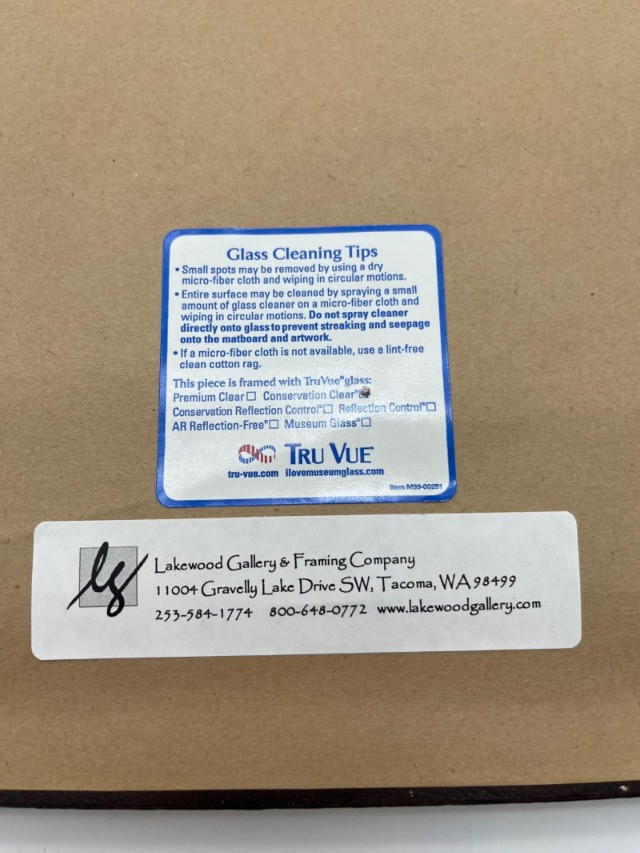 Glass Cleaning Tips
• Small spots may be removed by using a dry
micro-fiber cloth and wiping in circular motions.
• Entire surface may be cleaned by spraying a small
amount of glass cleaner on a micro-fiber cloth and
wiping in circular motions. Do not spray cleaner
directly onto glass to prevent streaking and seepage
onto the matboard and artwork.
• If a micro-fiber cloth is not available, use a lint-free
clean cotton rag.
This piece is framed with Tru Vue® glass:
Premium Clear☐ Conservation Clear®☒
Conservation Reflection Control®☐ Reflection Control®☐
AR Reflection-Free®☐ Museum Glass®☐
TRU VUE®
tru-vue.com ilovemuseumglass.com
Item M99-00251
lg Lakewood Gallery & Framing Company
11004 Gravelly Lake Drive SW, Tacoma, WA 98499
253-584-1774 800-648-0772 www.lakewoodgallery.com